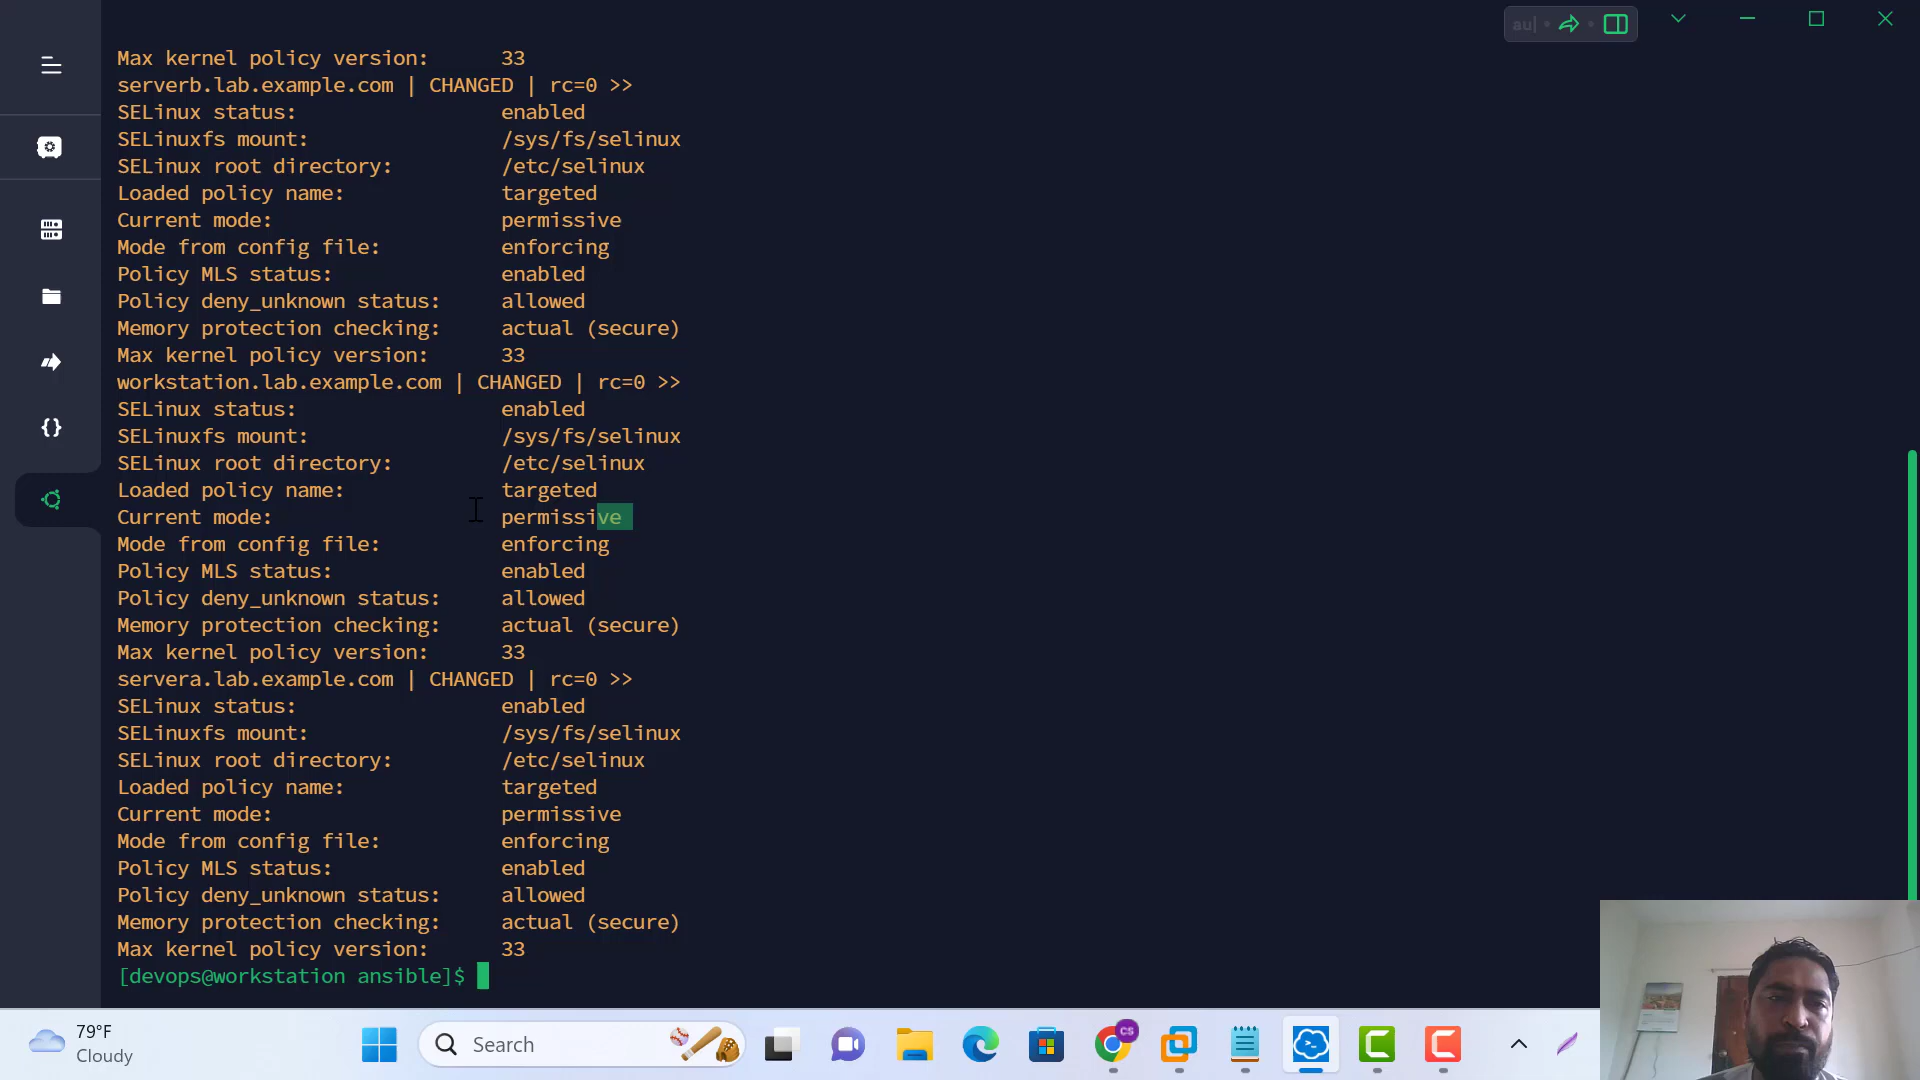 au|
Max kernel policy version:      33
serverb.lab.example.com | CHANGED | rc=0 >>
SELinux status:                 enabled
SELinuxfs mount:                /sys/fs/selinux
SELinux root directory:         /etc/selinux
Loaded policy name:             targeted
Current mode:                   permissive
Mode from config file:          enforcing
Policy MLS status:              enabled
Policy deny_unknown status:     allowed
Memory protection checking:     actual (secure)
Max kernel policy version:      33
workstation.lab.example.com | CHANGED | rc=0 >>
SELinux status:                 enabled
SELinuxfs mount:                /sys/fs/selinux
SELinux root directory:         /etc/selinux
Loaded policy name:             targeted
Current mode:                   permissive
Mode from config file:          enforcing
Policy MLS status:              enabled
Policy deny_unknown status:     allowed
Memory protection checking:     actual (secure)
Max kernel policy version:      33
servera.lab.example.com | CHANGED | rc=0 >>
SELinux status:                 enabled
SELinuxfs mount:                /sys/fs/selinux
SELinux root directory:         /etc/selinux
Loaded policy name:             targeted
Current mode:                   permissive
Mode from config file:          enforcing
Policy MLS status:              enabled
Policy deny_unknown status:     allowed
Memory protection checking:     actual (secure)
Max kernel policy version:      33
[devops@workstation ansible]$
79°F
Cloudy
Search
CS